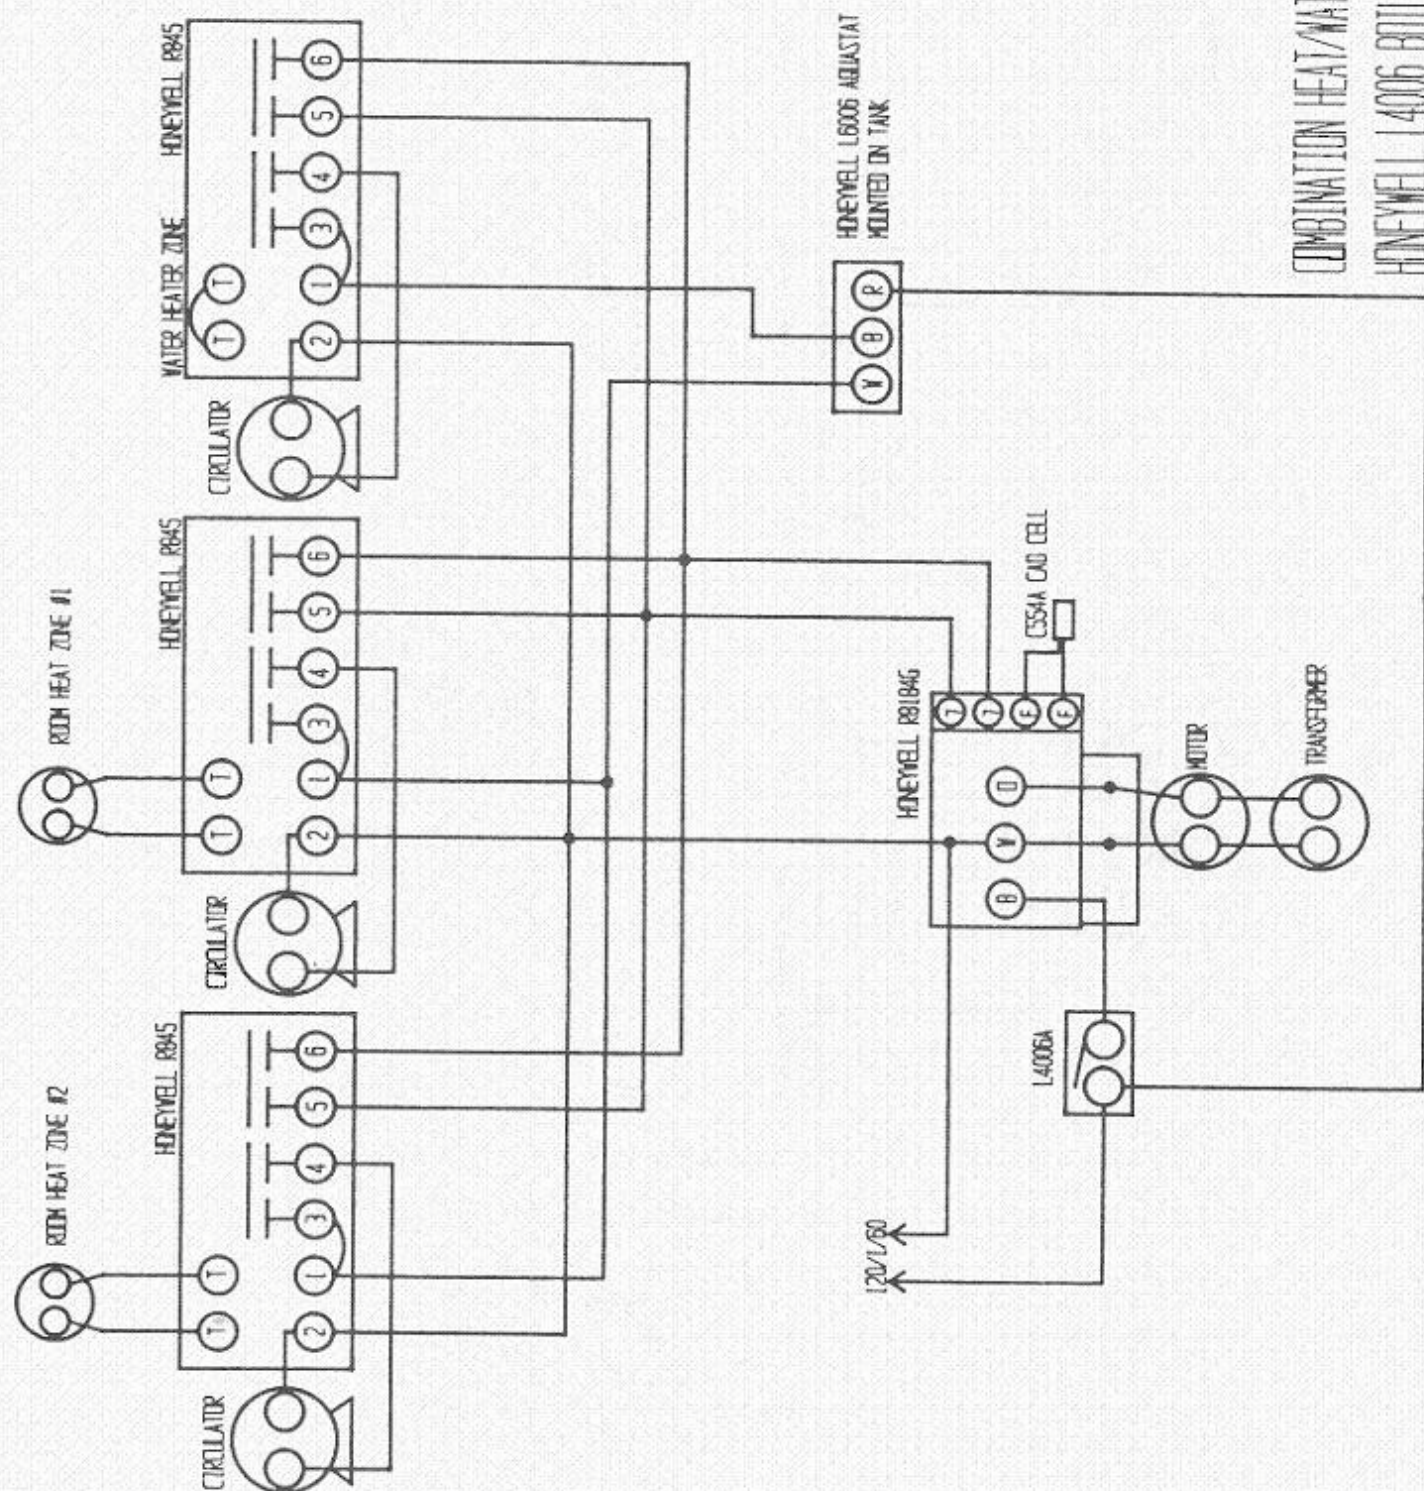 ROOM HEAT ZONE #2
ROOM HEAT ZONE #1
WATER HEATER ZONE
HONEYWELL R845
HONEYWELL R845
HONEYWELL R845
T T
T T
T T
2 1 3 4 5 6
2 1 3 4 5 6
2 1 3 4 5 6
CIRCULATOR
CIRCULATOR
CIRCULATOR
HONEYWELL L6006 AQUASTAT
MOUNTED ON TANK
W B R
120/1/60
HONEYWELL R8184G
T
T
F
F
B W O
C554A CAD CELL
L4006A
MOTOR
TRANSFORMER
COMBINATION HEAT/WAT
HONEYWELL L4006 BOIL